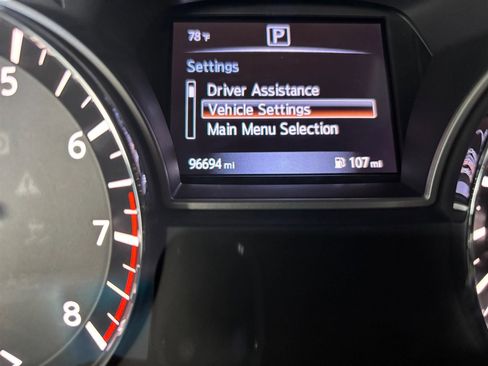 78 °F
P
Settings
Driver Assistance
Vehicle Settings
Main Menu Selection
96694 mi
107 mi
5
6
7
8